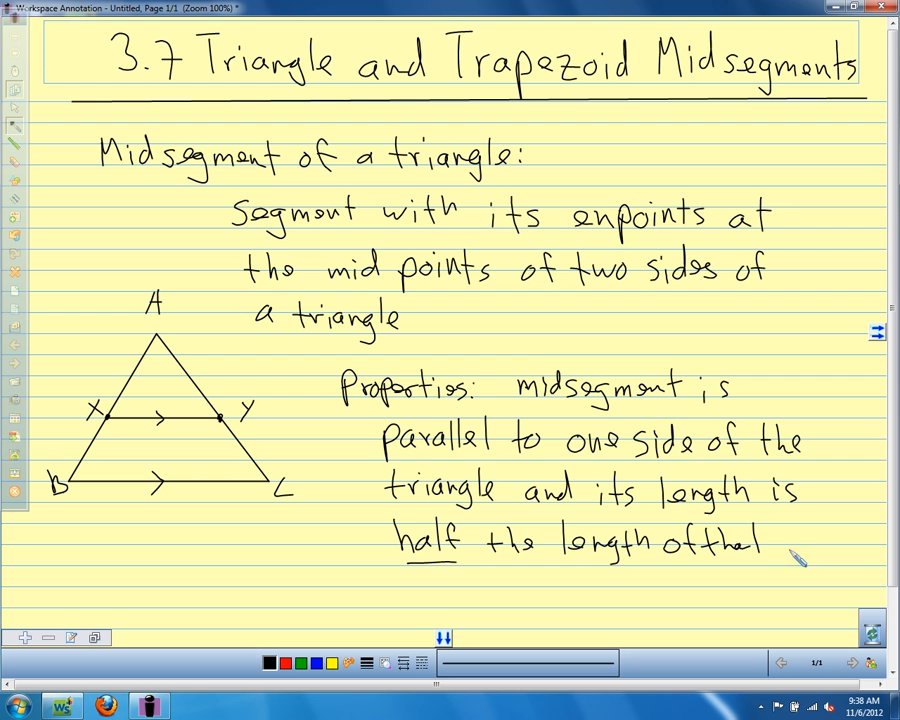 Workspace Annotation - Untitled, Page 1/1 (Zoom 100%) *
3.7 Triangle and Trapezoid Midsegments
Midsegment of a triangle:
segment with its enpoints at
the mid points of two sides of
a triangle
A
X
Y
B
C
Properties: midsegment is
parallel to one side of the
triangle and its length is
half the length of that
1/1
9:38 AM
11/6/2012